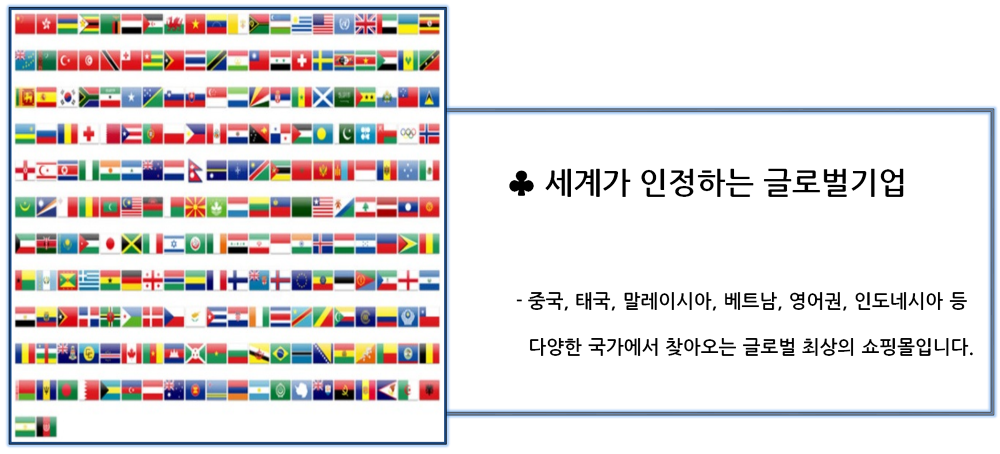 ♣ 세계가 인정하는 글로벌기업
- 중국, 태국, 말레이시아, 베트남, 영어권, 인도네시아 등
다양한 국가에서 찾아오는 글로벌 최상의 쇼핑몰입니다.